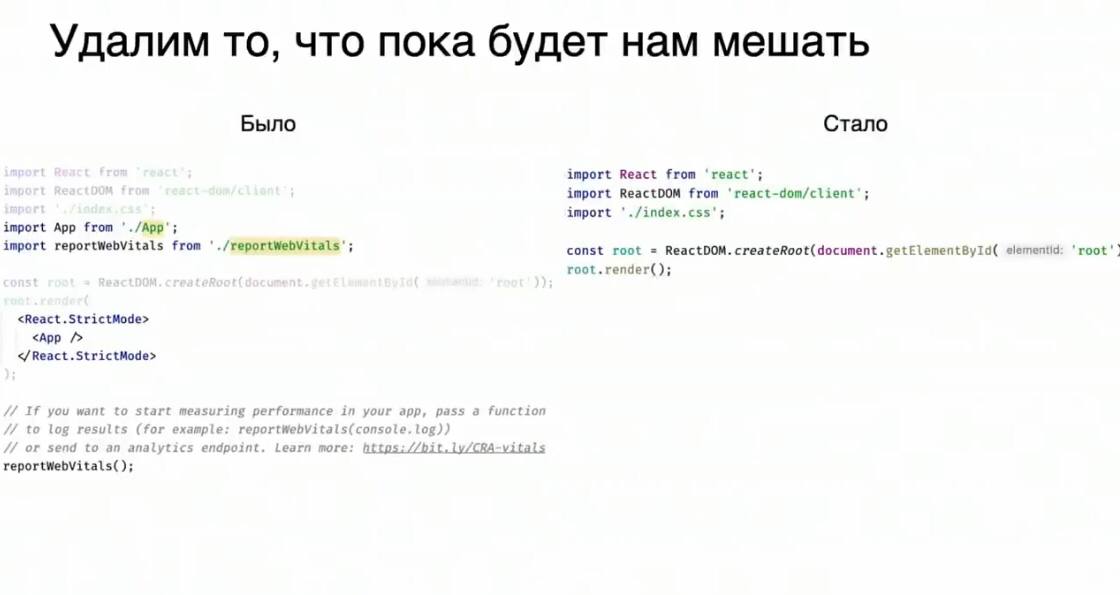 Удалим то, что пока будет нам мешать
Было
import React from 'react';
import ReactDOM from 'react-dom/client';
import './index.css';
import App from './App';
import reportWebVitals from './reportWebVitals';
const root = ReactDOM.createRoot(document.getElementById( elementId: 'root'));
root.render(
<React.StrictMode>
<App />
</React.StrictMode>
);
// If you want to start measuring performance in your app, pass a function
// to log results (for example: reportWebVitals(console.log))
// or send to an analytics endpoint. Learn more: https://bit.ly/CRA-vitals
reportWebVitals();
Стало
import React from 'react';
import ReactDOM from 'react-dom/client';
import './index.css';
const root = ReactDOM.createRoot(document.getElementById( elementId: 'root')
root.render();